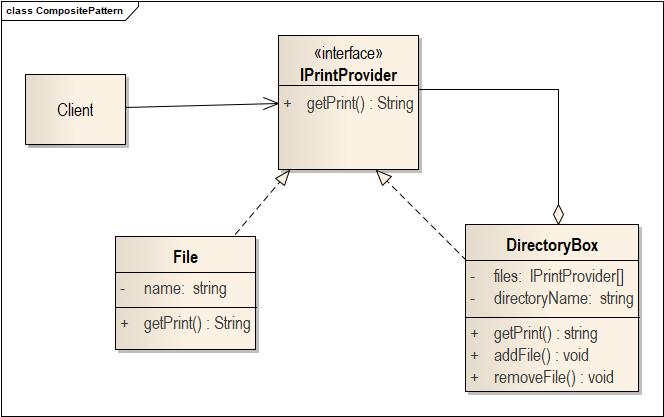 class CompositePattern
«interface»
IPrintProvider
+ getPrint() : String
Client
File
- name: string
+ getPrint() : String
DirectoryBox
- files: IPrintProvider[]
- directoryName: string
+ getPrint() : string
+ addFile() : void
+ removeFile() : void